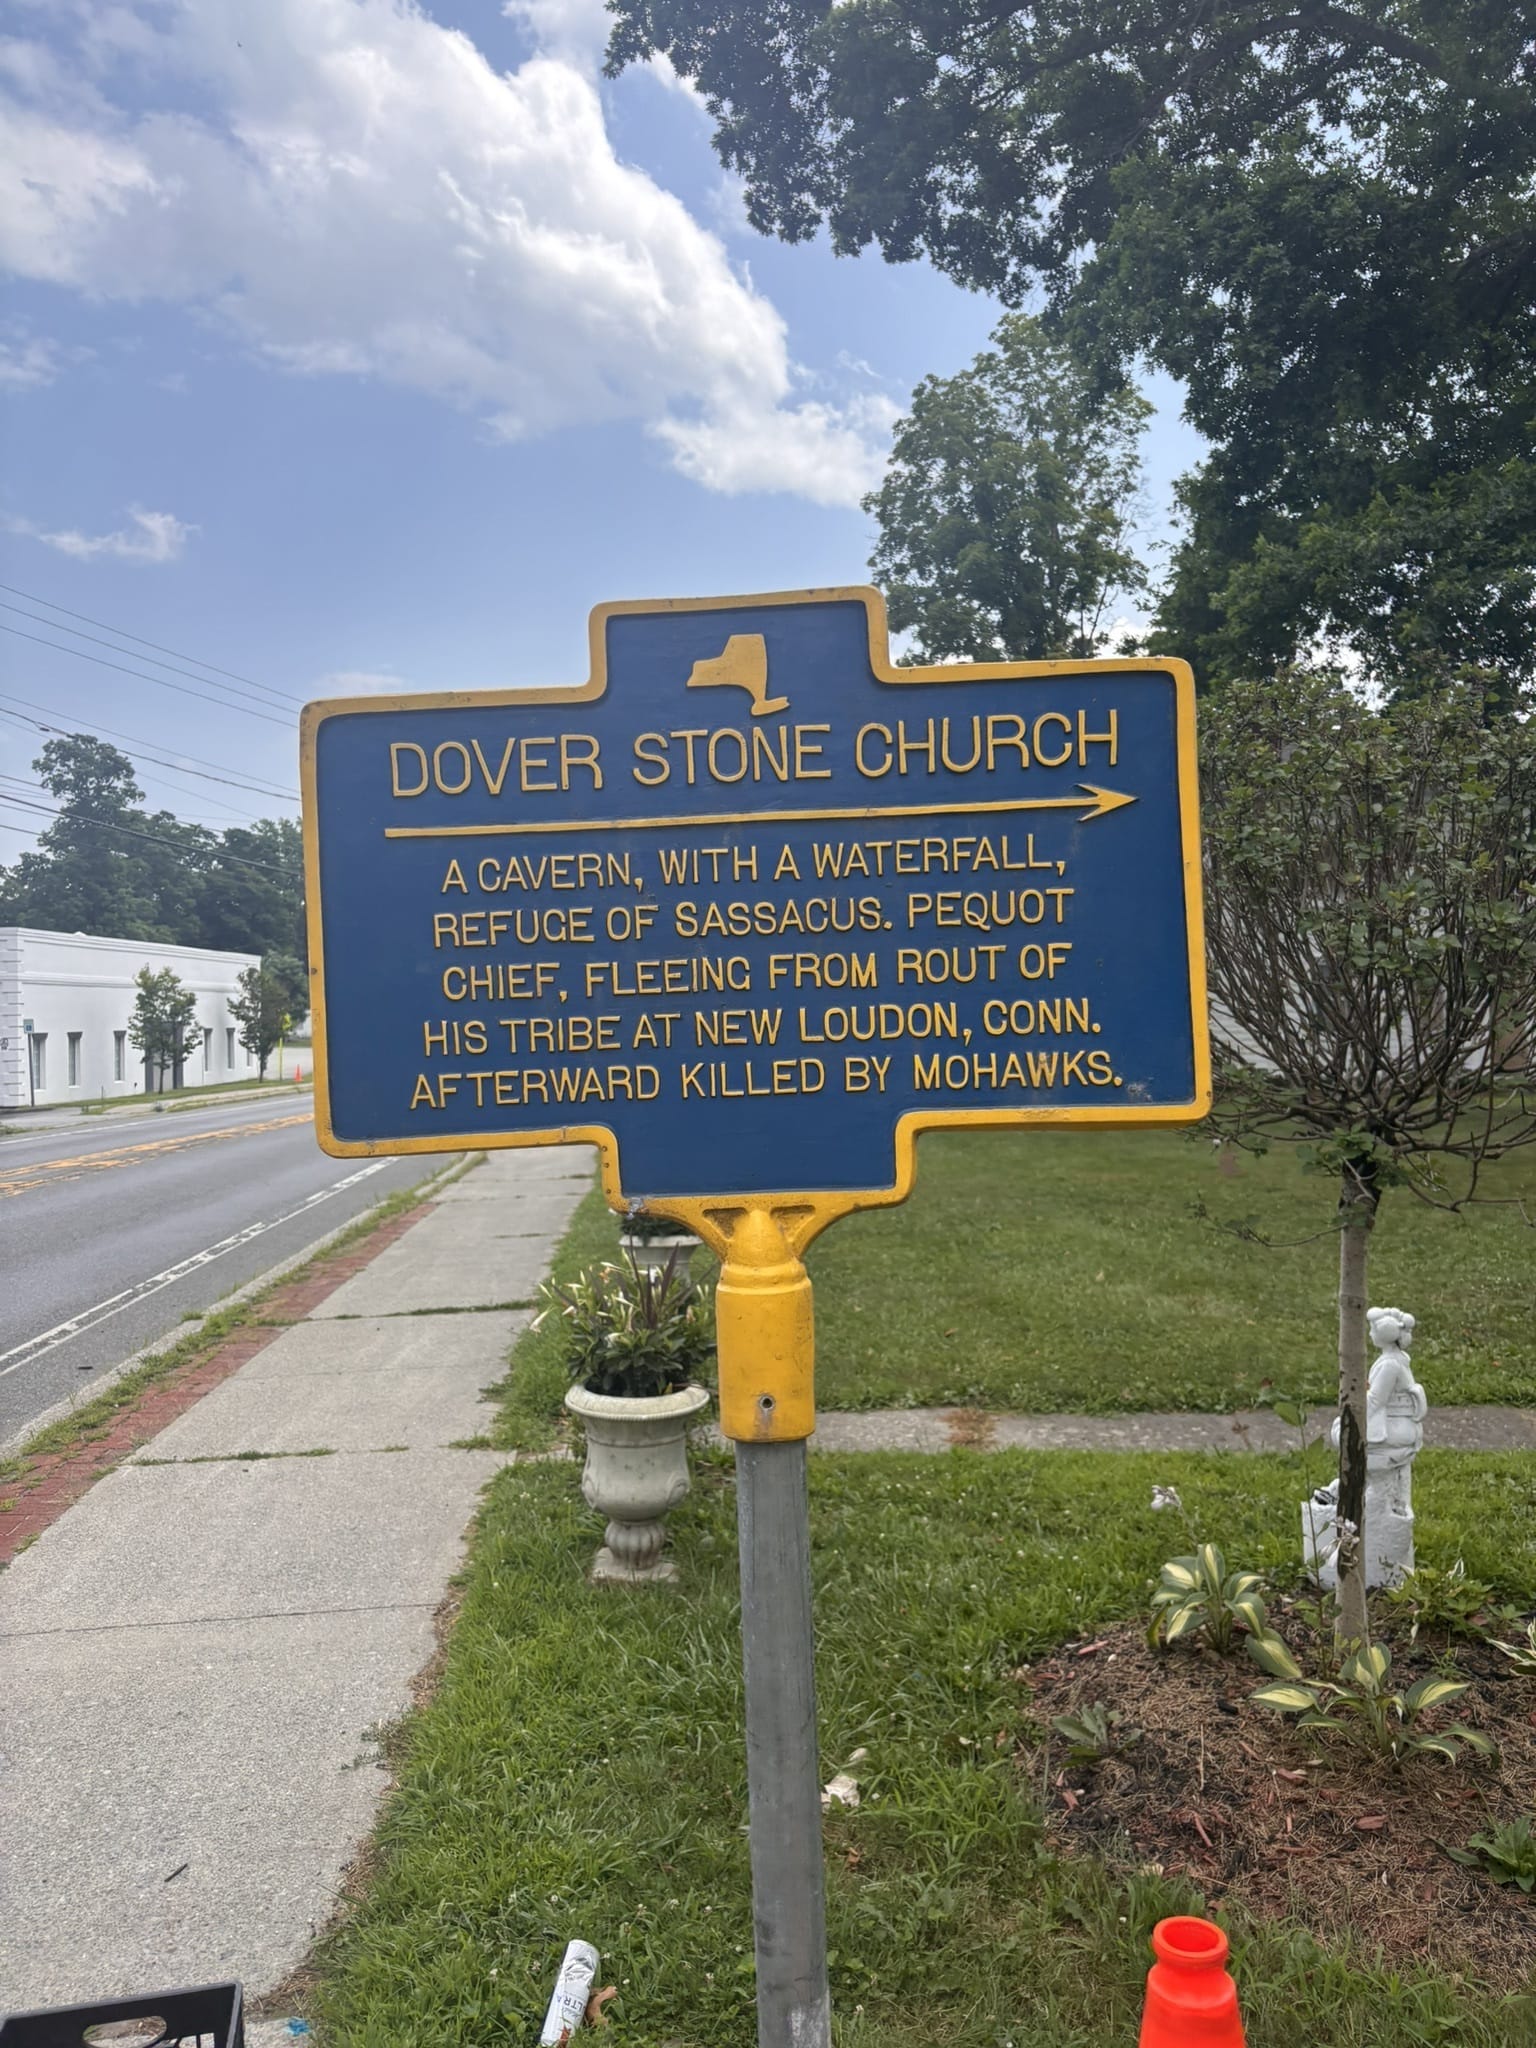 DOVER STONE CHURCH
A CAVERN, WITH A WATERFALL,
REFUGE OF SASSACUS. PEQUOT
CHIEF, FLEEING FROM ROUT OF
HIS TRIBE AT NEW LOUDON, CONN.
AFTERWARD KILLED BY MOHAWKS.